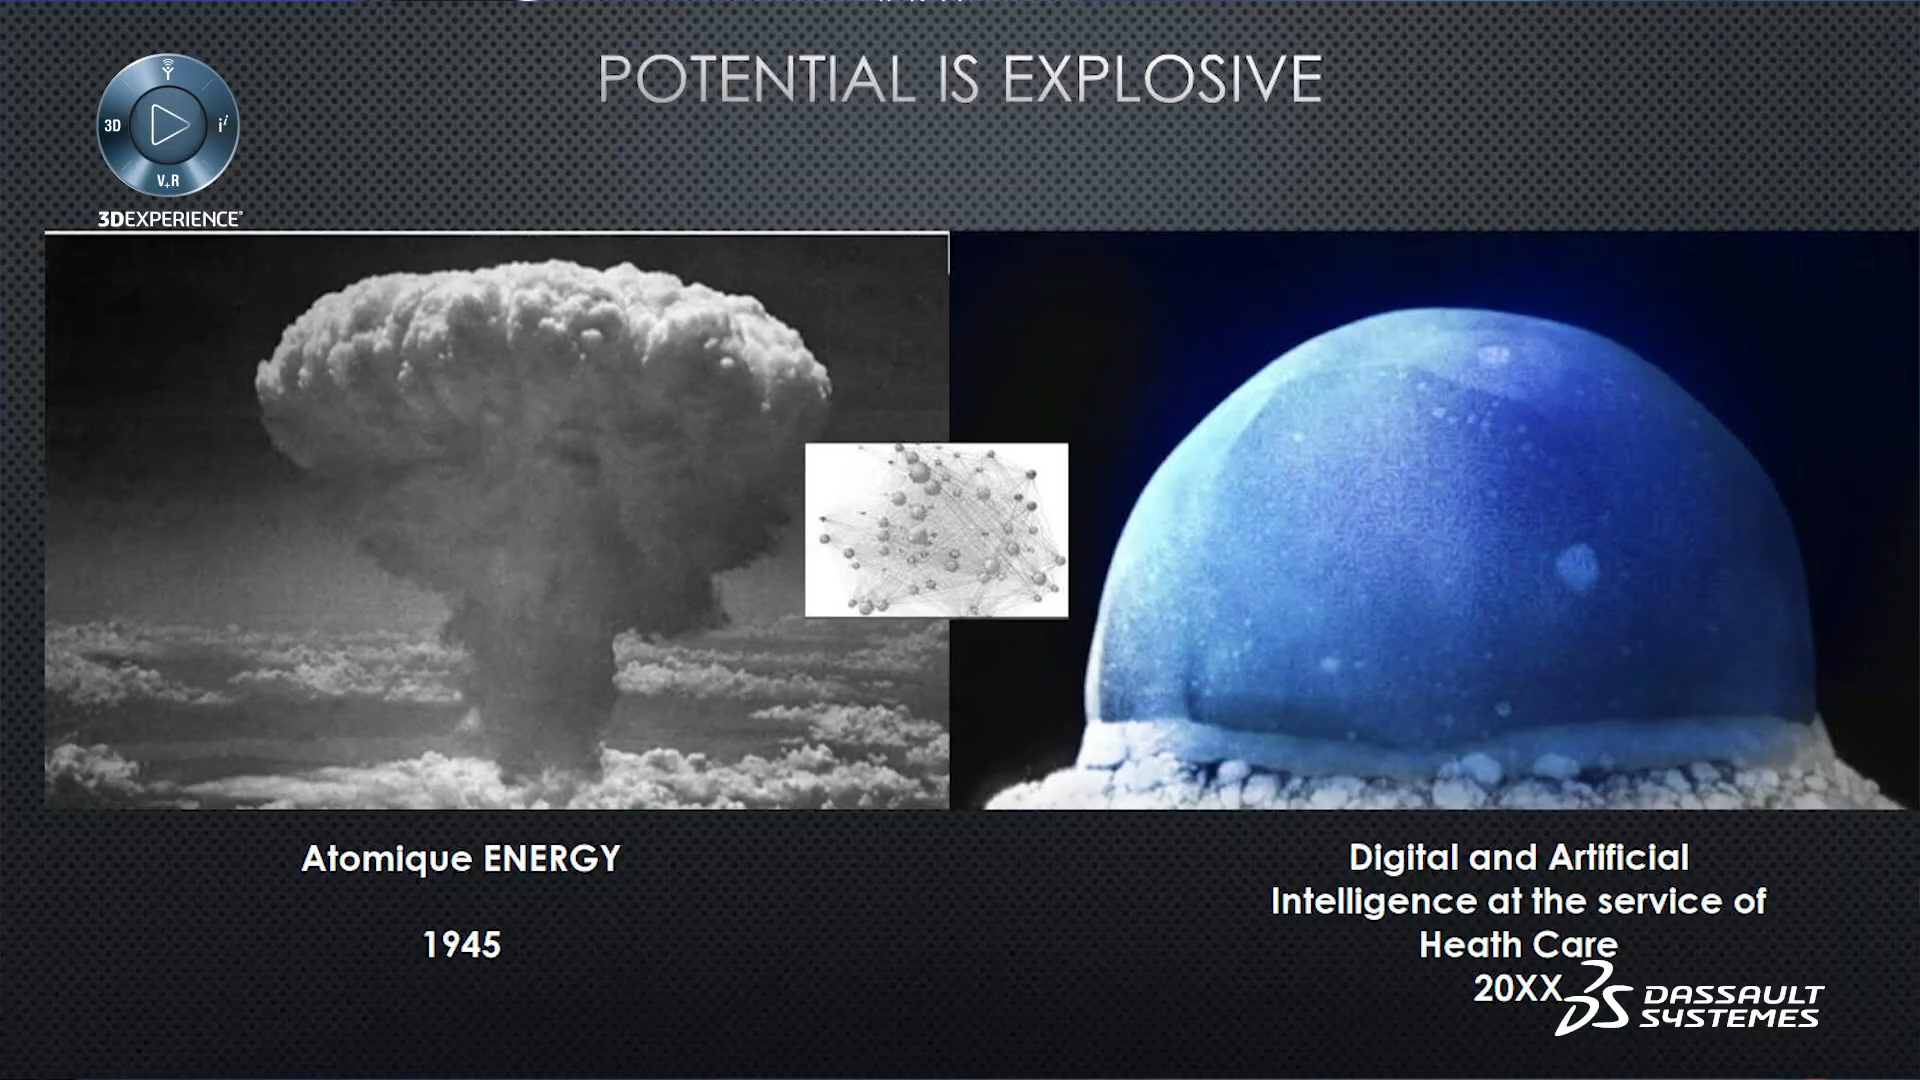 POTENTIAL IS EXPLOSIVE
3D
i i
V+R
3DEXPERIENCE
Atomique ENERGY
1945
Digital and Artificial
Intelligence at the service of
Heath Care
20XX
DASSAULT
SYSTEMES